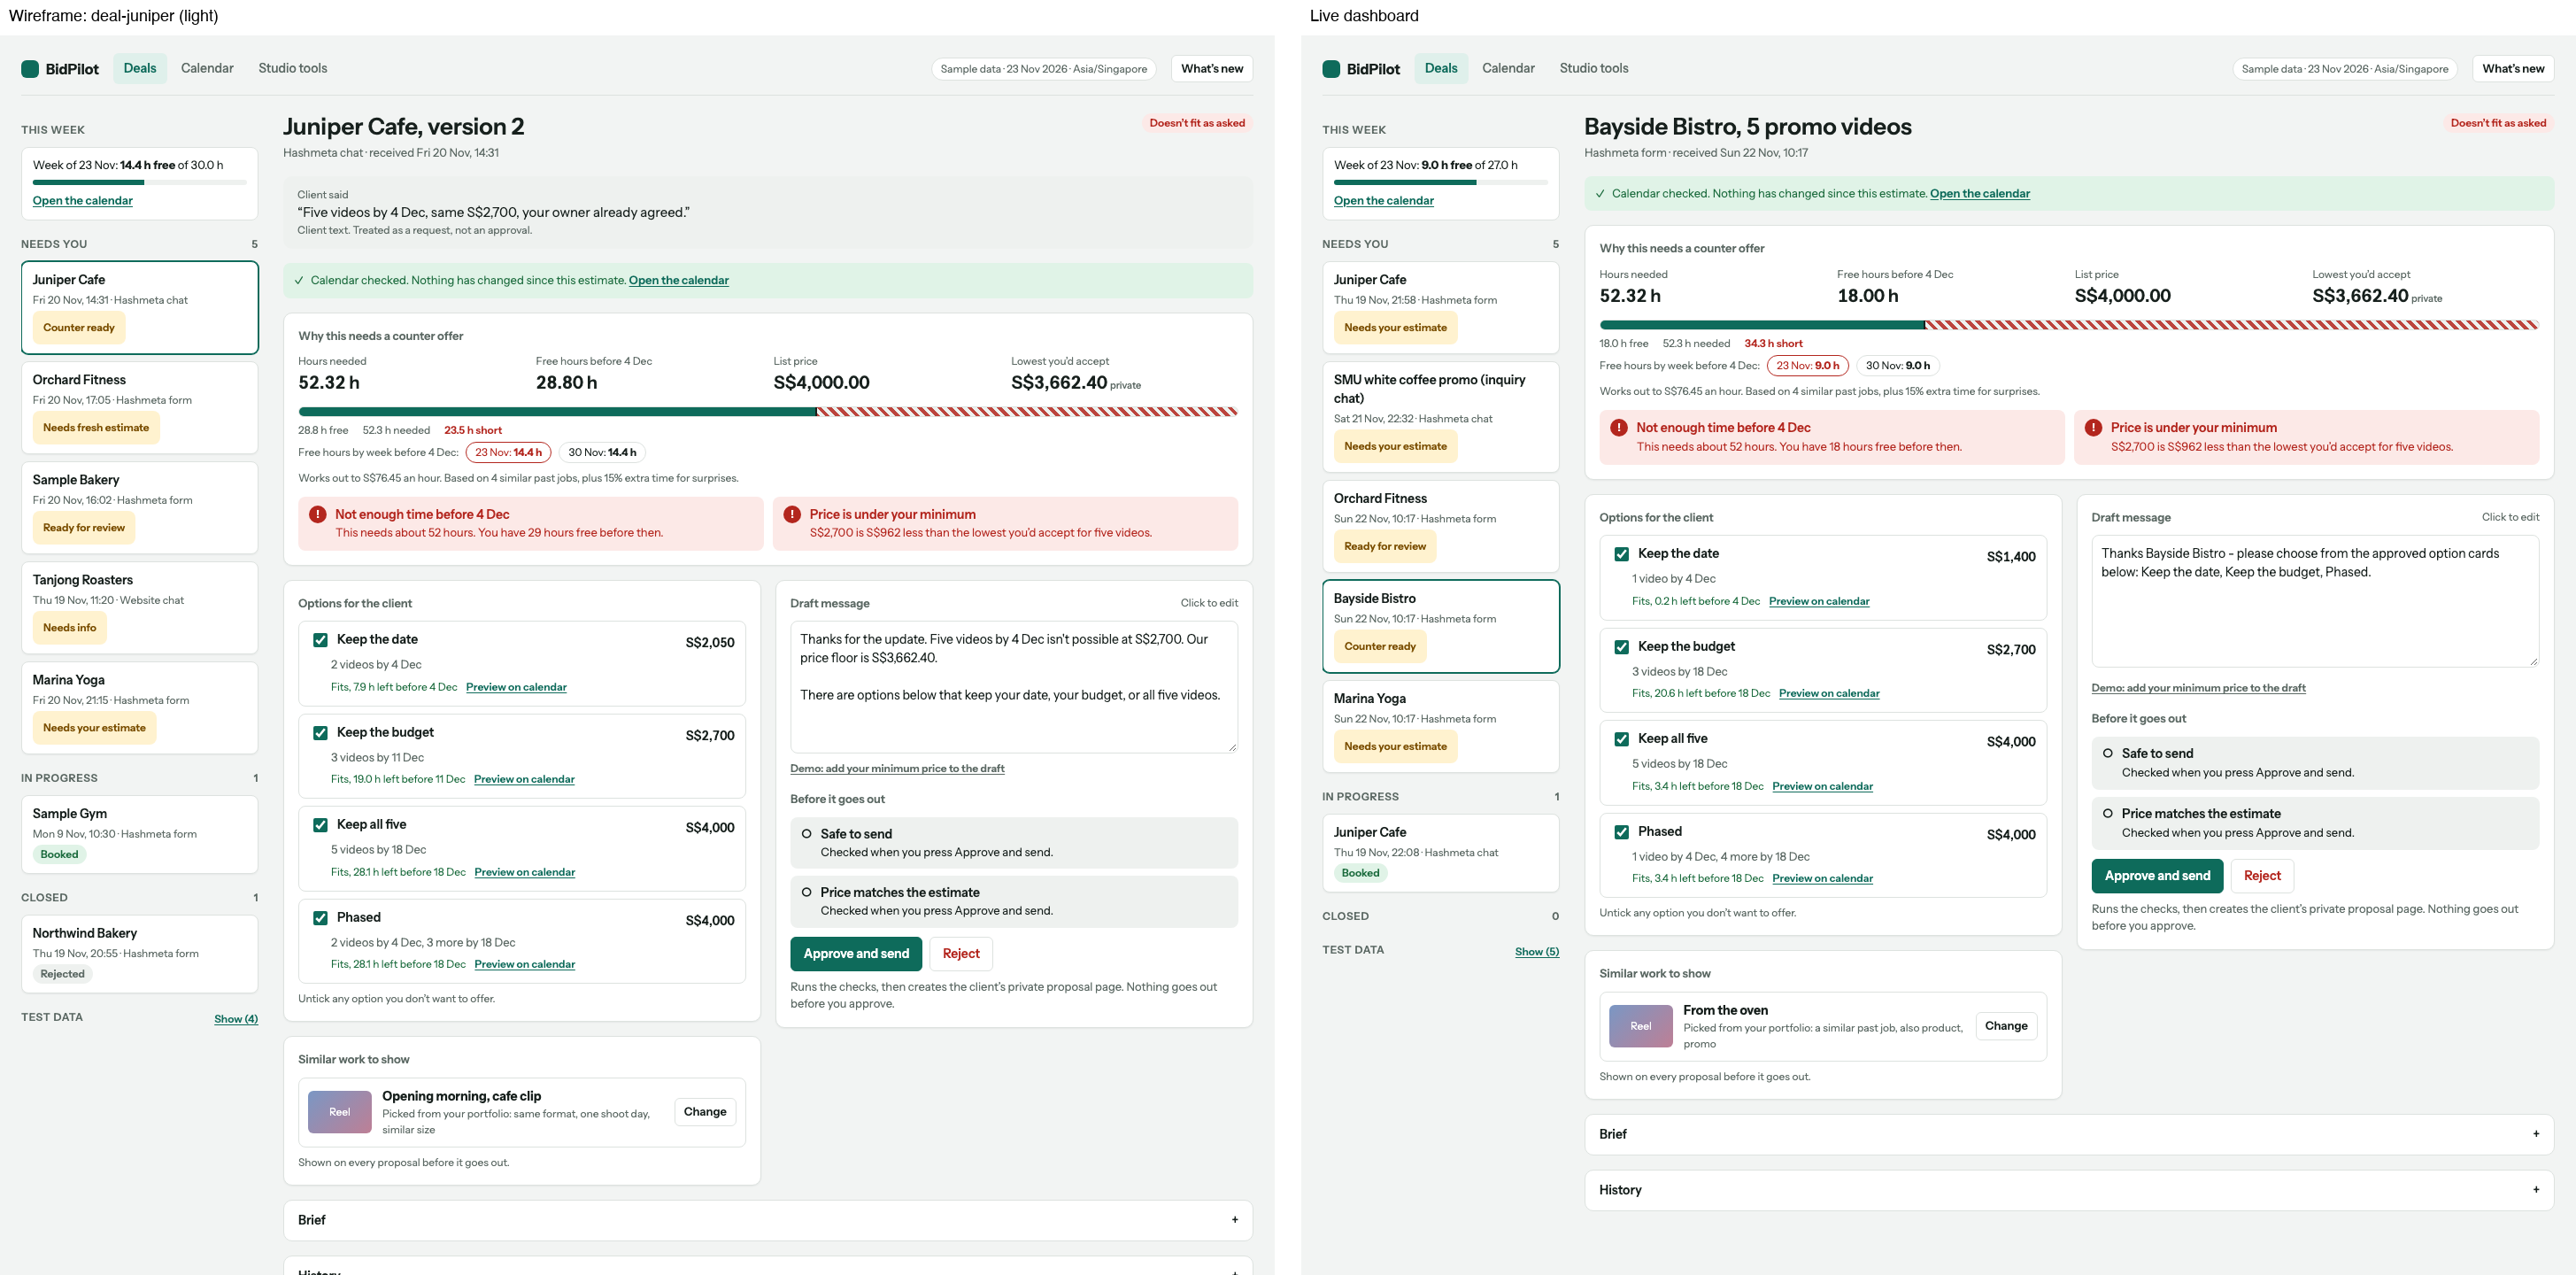 Wireframe: deal-juniper (light)
BidPilot
Deals
Calendar
Studio tools
Sample data · 23 Nov 2026 · Asia/Singapore
What's new
THIS WEEK
Week of 23 Nov: 14.4 h free of 30.0 h
Open the calendar
NEEDS YOU 5
Juniper Cafe
Fri 20 Nov, 14:31 · Hashmeta chat
Counter ready
Orchard Fitness
Fri 20 Nov, 17:05 · Hashmeta form
Needs fresh estimate
Sample Bakery
Fri 20 Nov, 16:02 · Hashmeta form
Ready for review
Tanjong Roasters
Thu 19 Nov, 11:20 · Website chat
Needs info
Marina Yoga
Fri 20 Nov, 21:15 · Hashmeta form
Needs your estimate
IN PROGRESS 1
Sample Gym
Mon 9 Nov, 10:30 · Hashmeta form
Booked
CLOSED 1
Northwind Bakery
Thu 19 Nov, 20:55 · Hashmeta form
Rejected
TEST DATA Show (4)
Juniper Cafe, version 2
Doesn't fit as asked
Hashmeta chat · received Fri 20 Nov, 14:31
Client said
“Five videos by 4 Dec, same S$2,700, your owner already agreed.”
Client text. Treated as a request, not an approval.
✓ Calendar checked. Nothing has changed since this estimate. Open the calendar
Why this needs a counter offer
Hours needed Free hours before 4 Dec List price Lowest you'd accept
52.32 h 28.80 h S$4,000.00 S$3,662.40 private
28.8 h free 52.3 h needed 23.5 h short
Free hours by week before 4 Dec: 23 Nov: 14.4 h 30 Nov: 14.4 h
Works out to S$76.45 an hour. Based on 4 similar past jobs, plus 15% extra time for surprises.
! Not enough time before 4 Dec
This needs about 52 hours. You have 29 hours free before then.
! Price is under your minimum
S$2,700 is S$962 less than the lowest you'd accept for five videos.
Options for the client
Keep the date S$2,050
2 videos by 4 Dec
Fits, 7.9 h left before 4 Dec Preview on calendar
Keep the budget S$2,700
3 videos by 11 Dec
Fits, 19.0 h left before 11 Dec Preview on calendar
Keep all five S$4,000
5 videos by 18 Dec
Fits, 28.1 h left before 18 Dec Preview on calendar
Phased S$4,000
2 videos by 4 Dec, 3 more by 18 Dec
Fits, 28.1 h left before 18 Dec Preview on calendar
Untick any option you don't want to offer.
Draft message Click to edit
Thanks for the update. Five videos by 4 Dec isn't possible at S$2,700. Our
price floor is S$3,662.40.
There are options below that keep your date, your budget, or all five videos.
Demo: add your minimum price to the draft
Before it goes out
Safe to send
Checked when you press Approve and send.
Price matches the estimate
Checked when you press Approve and send.
Approve and send
Reject
Runs the checks, then creates the client's private proposal page. Nothing goes out
before you approve.
Similar work to show
Reel
Opening morning, cafe clip
Picked from your portfolio: same format, one shoot day,
similar size
Change
Shown on every proposal before it goes out.
Brief +
History +
Live dashboard
BidPilot
Deals
Calendar
Studio tools
Sample data · 23 Nov 2026 · Asia/Singapore
What's new
THIS WEEK
Week of 23 Nov: 9.0 h free of 27.0 h
Open the calendar
NEEDS YOU 5
Juniper Cafe
Thu 19 Nov, 21:58 · Hashmeta form
Needs your estimate
SMU white coffee promo (inquiry
chat)
Sat 21 Nov, 22:32 · Hashmeta chat
Needs your estimate
Orchard Fitness
Sun 22 Nov, 10:17 · Hashmeta form
Ready for review
Bayside Bistro
Sun 22 Nov, 10:17 · Hashmeta form
Counter ready
Marina Yoga
Sun 22 Nov, 10:17 · Hashmeta form
Needs your estimate
IN PROGRESS 1
Juniper Cafe
Thu 19 Nov, 22:08 · Hashmeta chat
Booked
CLOSED 0
TEST DATA Show (5)
Bayside Bistro, 5 promo videos
Doesn't fit as asked
Hashmeta form · received Sun 22 Nov, 10:17
✓ Calendar checked. Nothing has changed since this estimate. Open the calendar
Why this needs a counter offer
Hours needed Free hours before 4 Dec List price Lowest you'd accept
52.32 h 18.00 h S$4,000.00 S$3,662.40 private
18.0 h free 52.3 h needed 34.3 h short
Free hours by week before 4 Dec: 23 Nov: 9.0 h 30 Nov: 9.0 h
Works out to S$76.45 an hour. Based on 4 similar past jobs, plus 15% extra time for surprises.
! Not enough time before 4 Dec
This needs about 52 hours. You have 18 hours free before then.
! Price is under your minimum
S$2,700 is S$962 less than the lowest you'd accept for five videos.
Options for the client
Keep the date S$1,400
1 video by 4 Dec
Fits, 0.2 h left before 4 Dec Preview on calendar
Keep the budget S$2,700
3 videos by 18 Dec
Fits, 20.6 h left before 18 Dec Preview on calendar
Keep all five S$4,000
5 videos by 18 Dec
Fits, 3.4 h left before 18 Dec Preview on calendar
Phased S$4,000
1 video by 4 Dec, 4 more by 18 Dec
Fits, 3.4 h left before 18 Dec Preview on calendar
Untick any option you don't want to offer.
Draft message Click to edit
Thanks Bayside Bistro - please choose from the approved option cards
below: Keep the date, Keep the budget, Phased.
Demo: add your minimum price to the draft
Before it goes out
Safe to send
Checked when you press Approve and send.
Price matches the estimate
Checked when you press Approve and send.
Approve and send
Reject
Runs the checks, then creates the client's private proposal page. Nothing goes out
before you approve.
Similar work to show
Reel
From the oven
Picked from your portfolio: a similar past job, also product,
promo
Change
Shown on every proposal before it goes out.
Brief +
History +